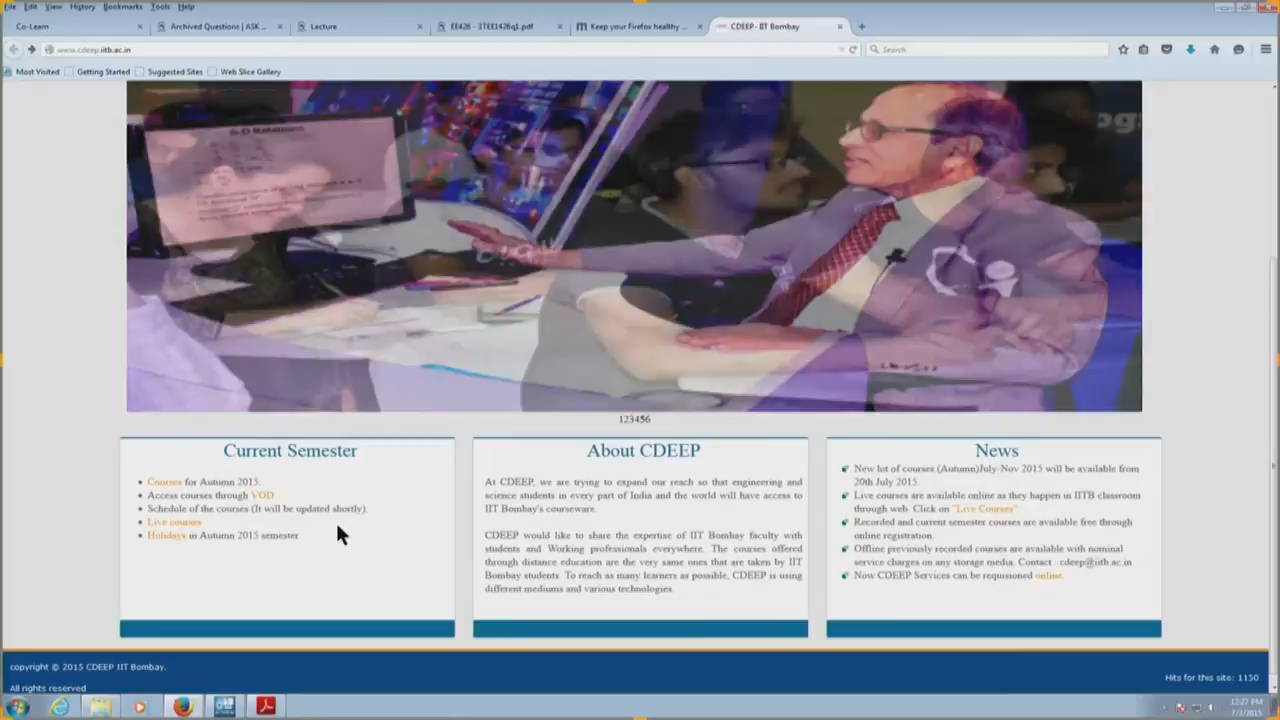 File Edit View History Bookmarks Tools Help
Co-Learn × Archived Questions | ASK ... × Lecture × EE426 - 3TEE1426q1.pdf × Keep your Firefox healthy ... × CDEEP - IIT Bombay × +
www.cdeep.iitb.ac.in
Search
Most Visited Getting Started Suggested Sites Web Slice Gallery
123456
Current Semester
Courses for Autumn 2015.
Access courses through VOD
Schedule of the courses (It will be updated shortly).
Live courses
Holidays in Autumn 2015 semester
About CDEEP
At CDEEP, we are trying to expand our reach so that engineering and
science students in every part of India and the world will have access to
IIT Bombay's courseware.
CDEEP would like to share the expertise of IIT Bombay faculty with
students and Working professionals everywhere. The courses offered
through distance education are the very same ones that are taken by IIT
Bombay students. To reach as many learners as possible, CDEEP is using
different mediums and various technologies.
News
New lot of courses (Autumn)July-Nov 2015 will be available from
20th July 2015.
Live courses are available online as they happen in IITB classroom
through web. Click on "Live Courses"
Recorded and current semester courses are available free through
online registration.
Offline previously recorded courses are available with nominal
service charges on any storage media. Contact : cdeep@iitb.ac.in
Now CDEEP Services can be requisioned online.
copyright © 2015 CDEEP IIT Bombay.
All rights reserved
Hits for this site: 1150
12:27 PM
7/3/2015